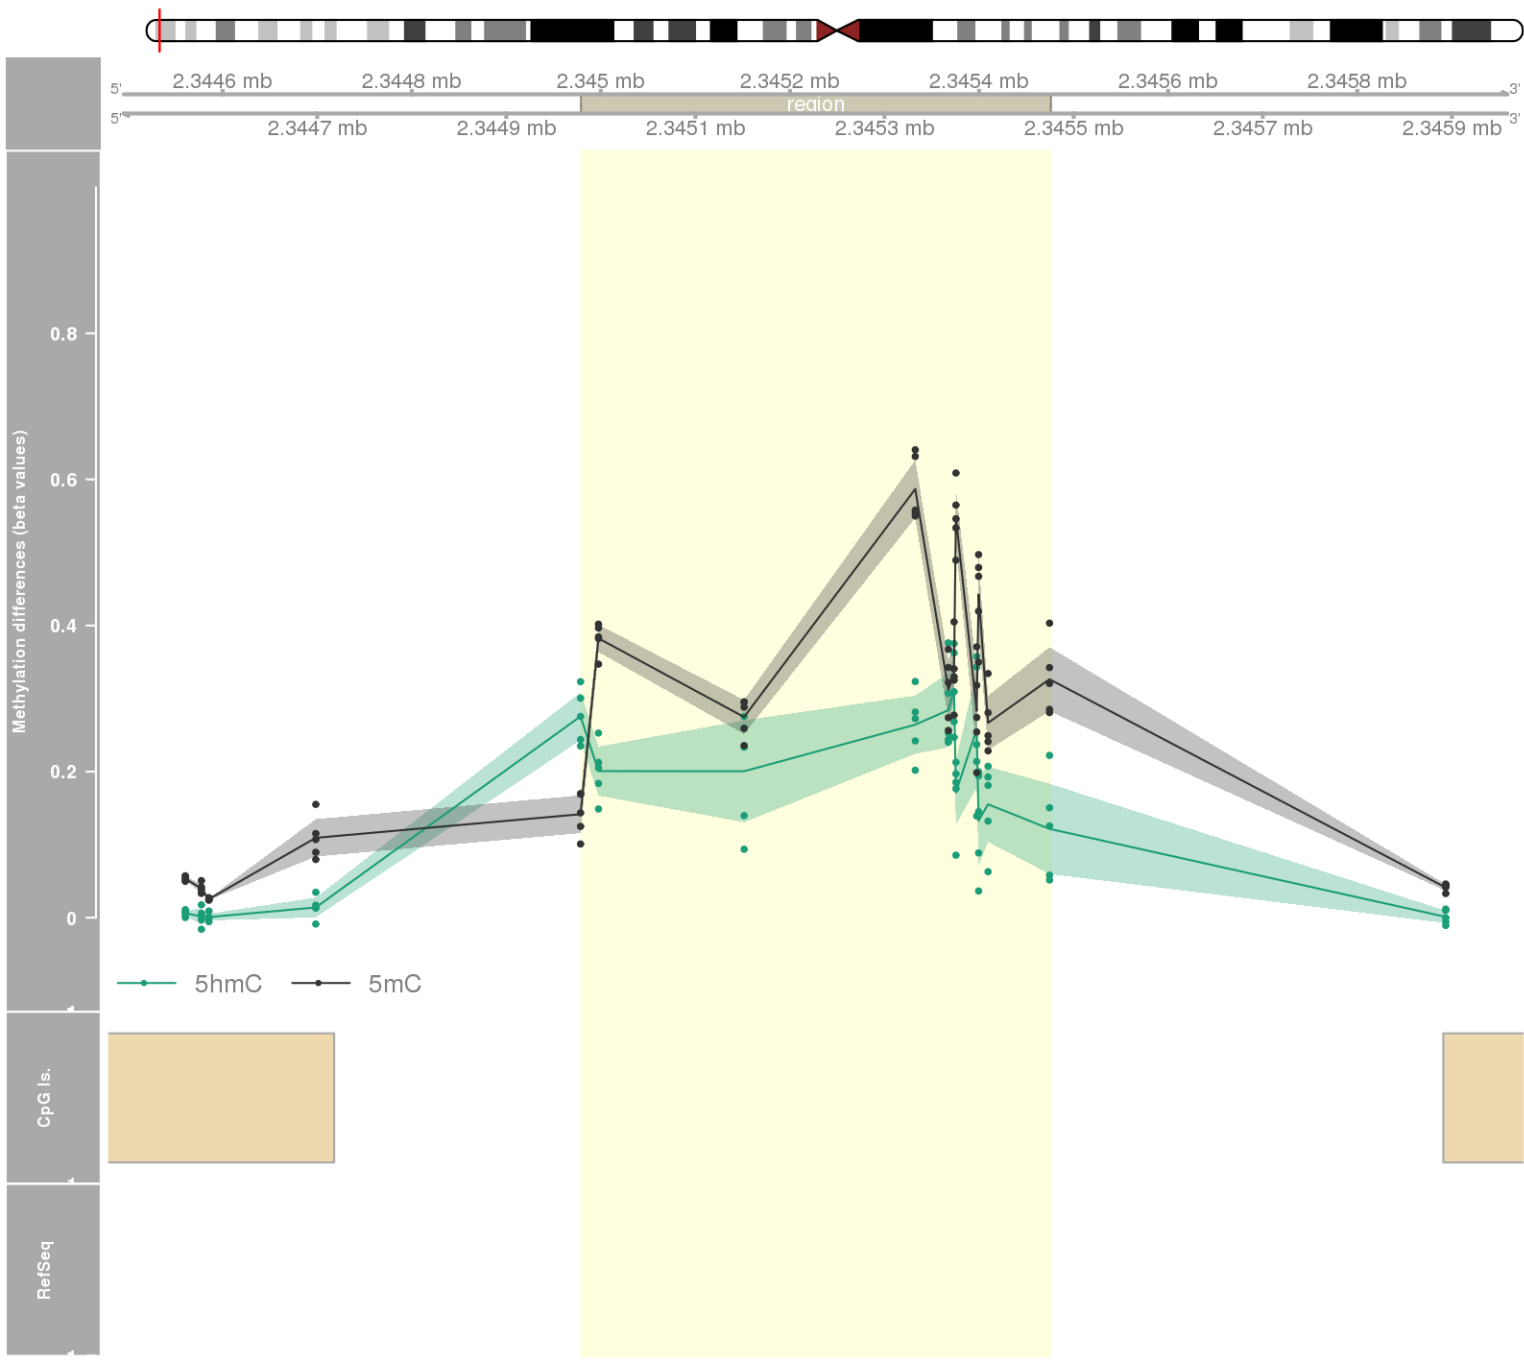 2.3446 mb 2.3448 mb 2.345 mb 2.3452 mb 2.3454 mb 2.3456 mb 2.3458 mb
5' 3'
region
5' 3'
2.3447 mb 2.3449 mb 2.3451 mb 2.3453 mb 2.3455 mb 2.3457 mb 2.3459 mb
Methylation differences (beta values)
0.8
0.6
0.4
0.2
0
5hmC 5mC
CpG Is.
RefSeq